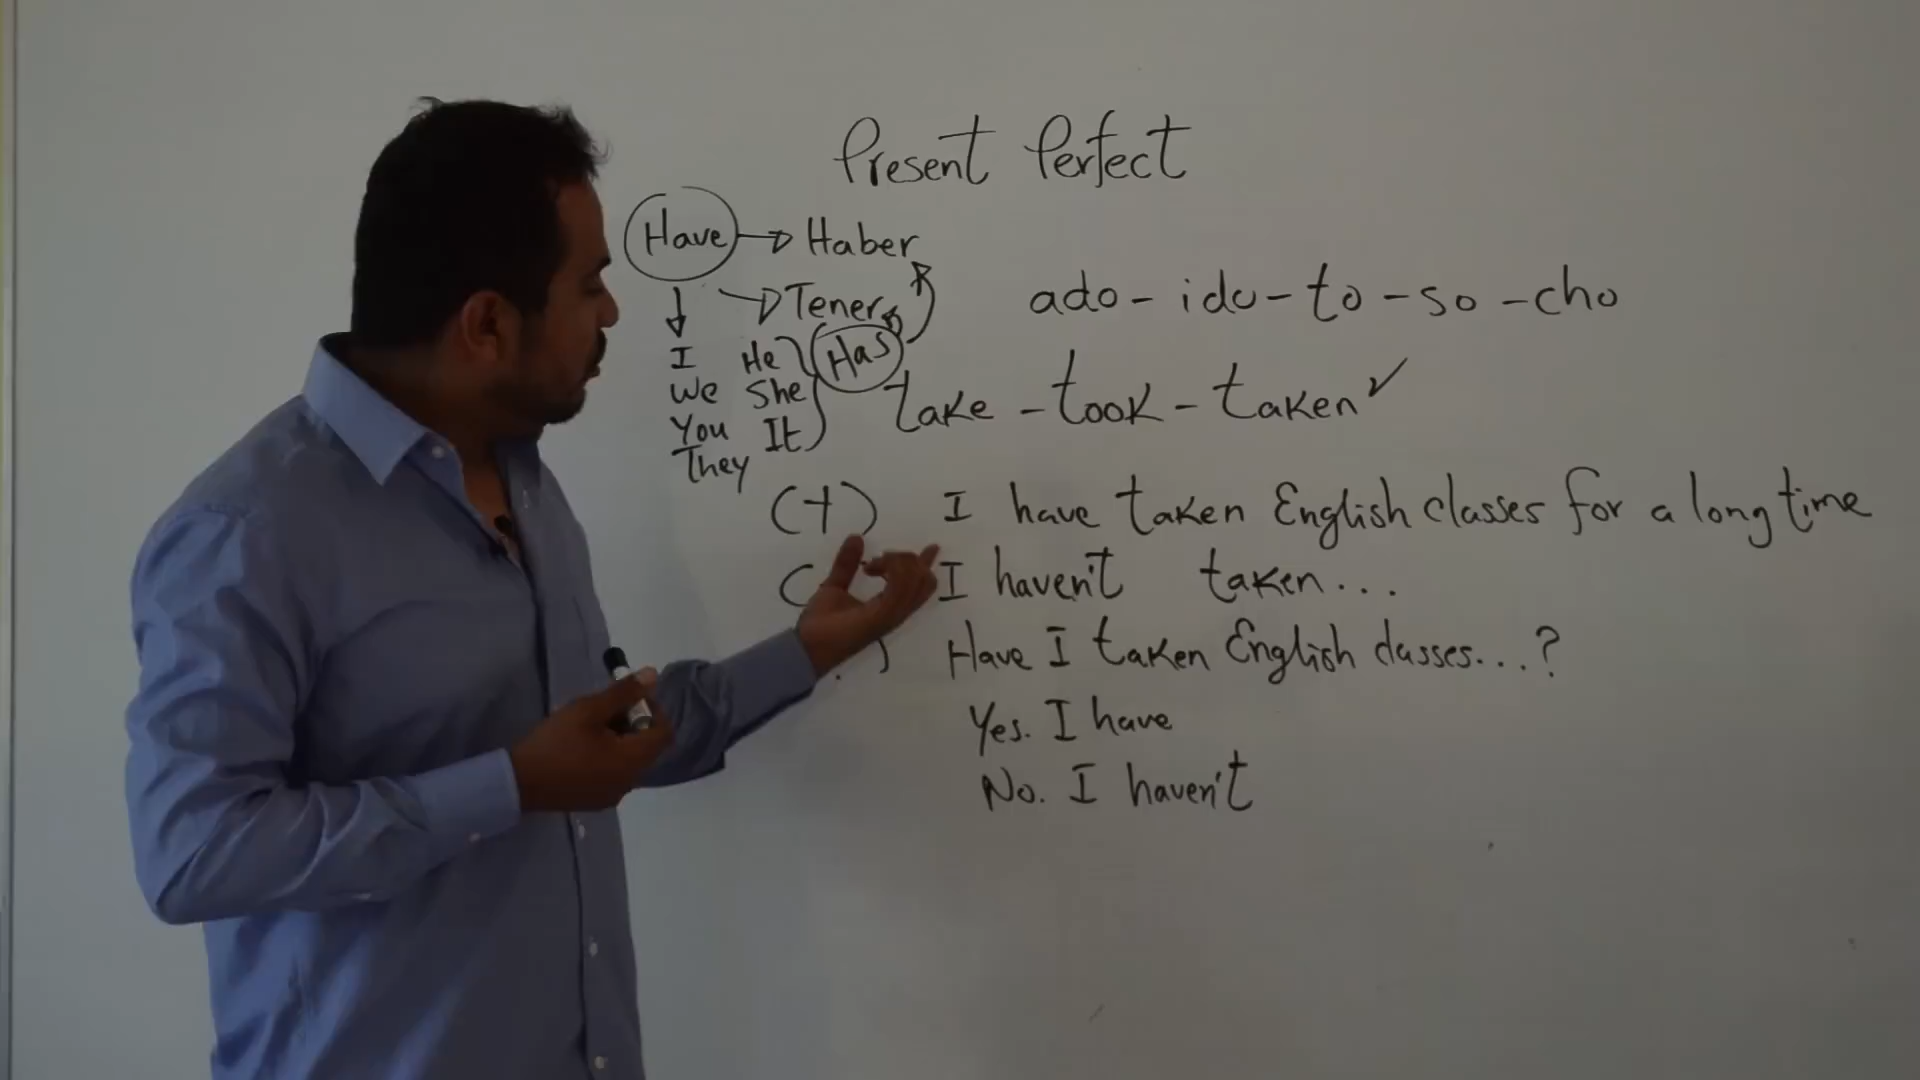 Present Perfect
Have → Haber
→ Tener
ado - ido - to - so - cho
I He Has
We She
You It
They
take - took - taken ✓
(+) I have taken English classes for a long time
( I haven't taken...
) Have I taken English classes...?
Yes. I have
No. I haven't